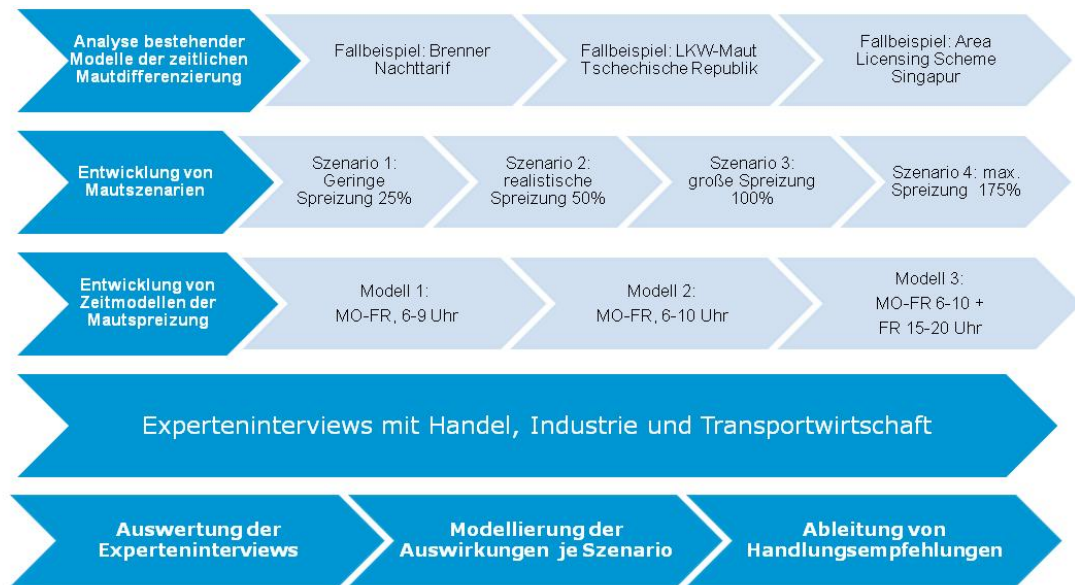 Analyse bestehender
Modelle der zeitlichen
Mautdifferenzierung
Fallbeispiel: Brenner
Nachttarif
Fallbeispiel: LKW-Maut
Tschechische Republik
Fallbeispiel: Area
Licensing Scheme
Singapur
Entwicklung von
Mautszenarien
Szenario 1:
Geringe
Spreizung 25%
Szenario 2:
realistische
Spreizung 50%
Szenario 3:
große Spreizung
100%
Szenario 4: max.
Spreizung 175%
Entwicklung von
Zeitmodellen der
Mautspreizung
Modell 1:
MO-FR, 6-9 Uhr
Modell 2:
MO-FR, 6-10 Uhr
Modell 3:
MO-FR 6-10 +
FR 15-20 Uhr
Experteninterviews mit Handel, Industrie und Transportwirtschaft
Auswertung der
Experteninterviews
Modellierung der
Auswirkungen je Szenario
Ableitung von
Handlungsempfehlungen